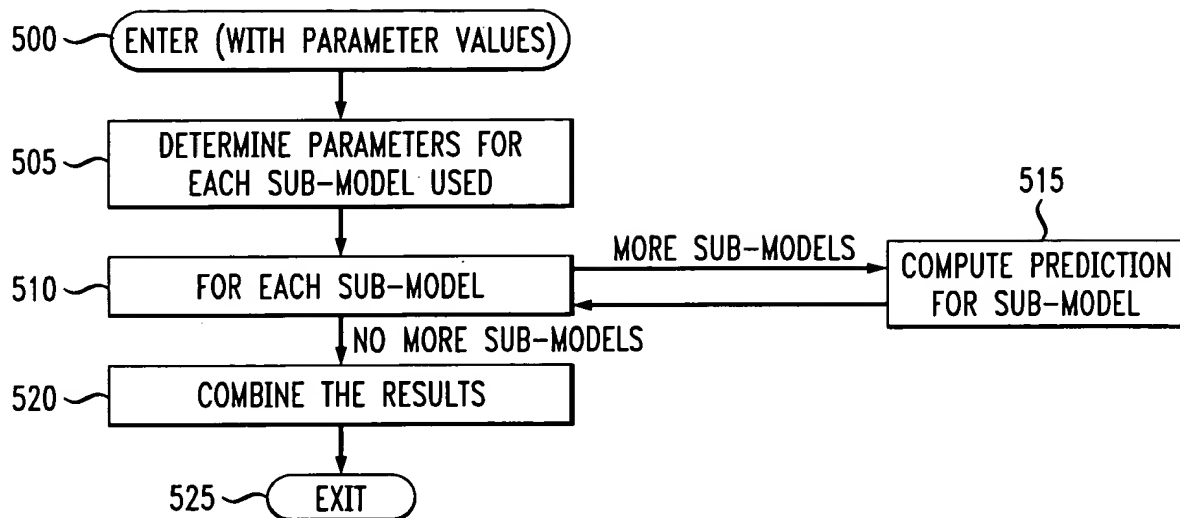 500
ENTER (WITH PARAMETER VALUES)
505
DETERMINE PARAMETERS FOR
EACH SUB-MODEL USED
510
FOR EACH SUB-MODEL
MORE SUB-MODELS
515
COMPUTE PREDICTION
FOR SUB-MODEL
NO MORE SUB-MODELS
520
COMBINE THE RESULTS
525
EXIT